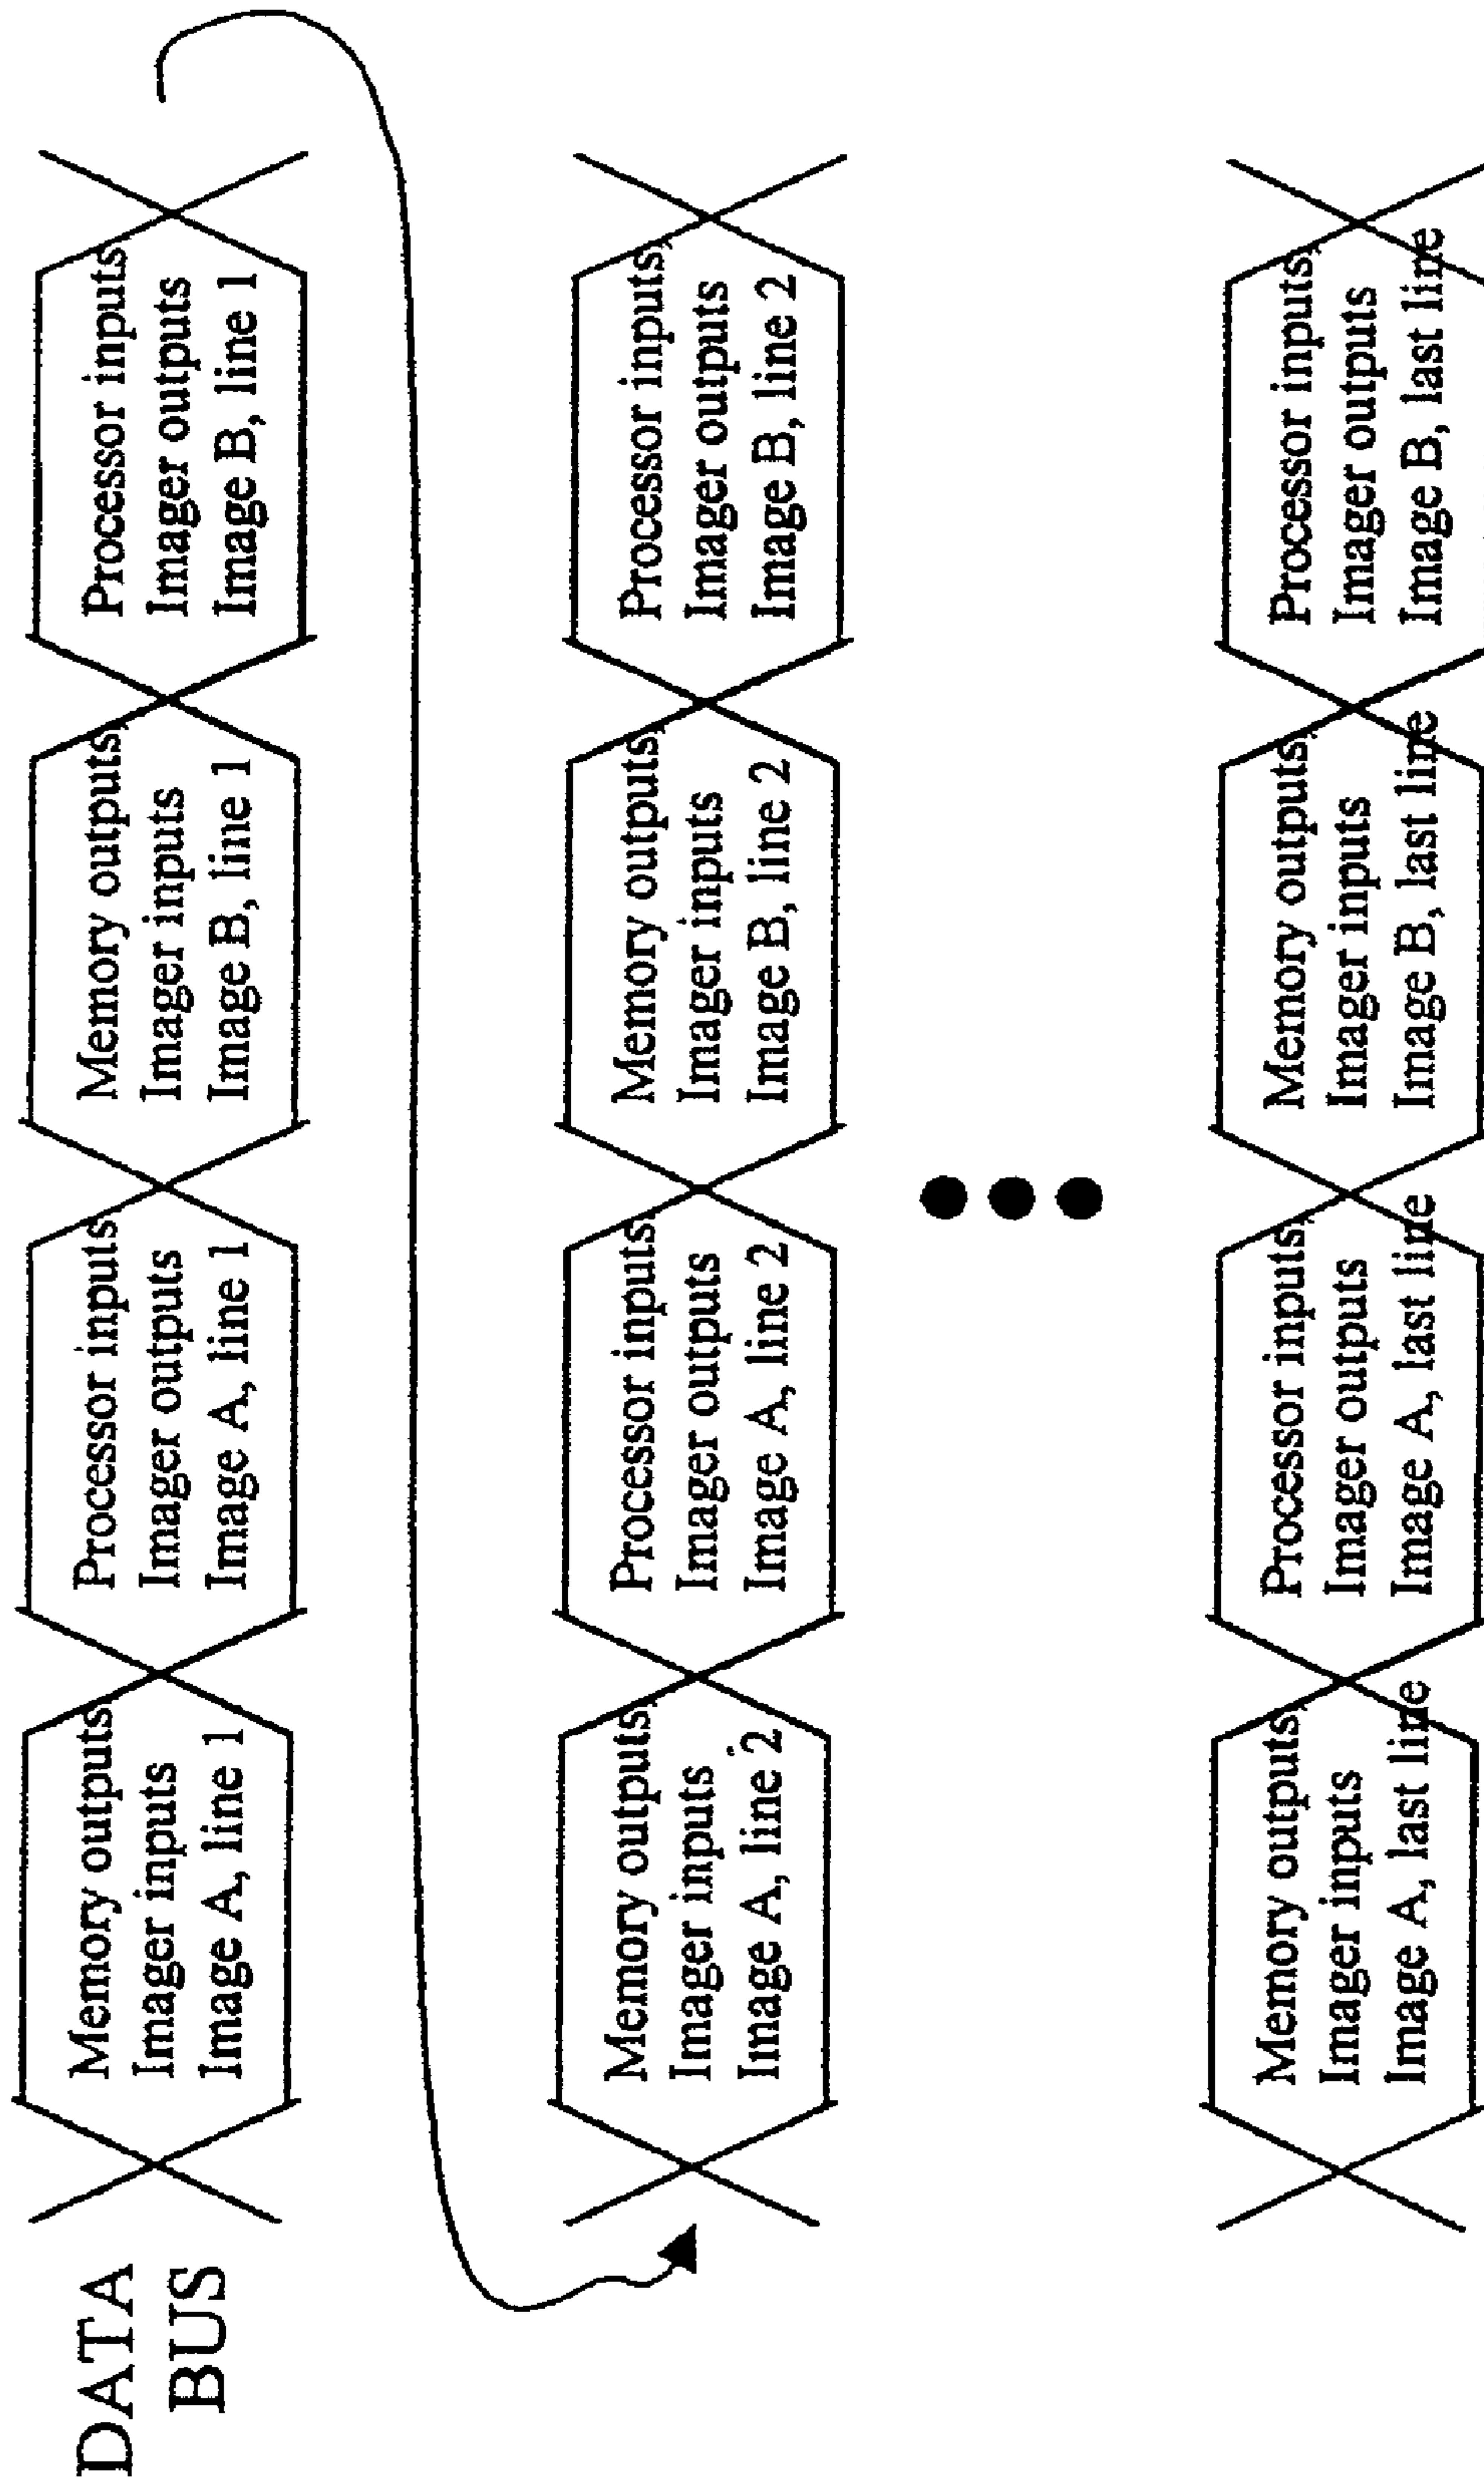 DATA
BUS
Memory outputs,
Imager inputs
Image A, line 1
Processor inputs,
Imager outputs
Image A, line 1
Memory outputs,
Imager inputs
Image B, line 1
Processor inputs,
Imager outputs
Image B, line 1
Memory outputs,
Imager inputs
Image A, line 2
Processor inputs,
Imager outputs
Image A, line 2
Memory outputs,
Imager inputs
Image B, line 2
Processor inputs,
Imager outputs
Image B, line 2
Memory outputs,
Imager inputs
Image A, last line
Processor inputs,
Imager outputs
Image A, last line
Memory outputs,
Imager inputs
Image B, last line
Processor inputs,
Imager outputs
Image B, last line